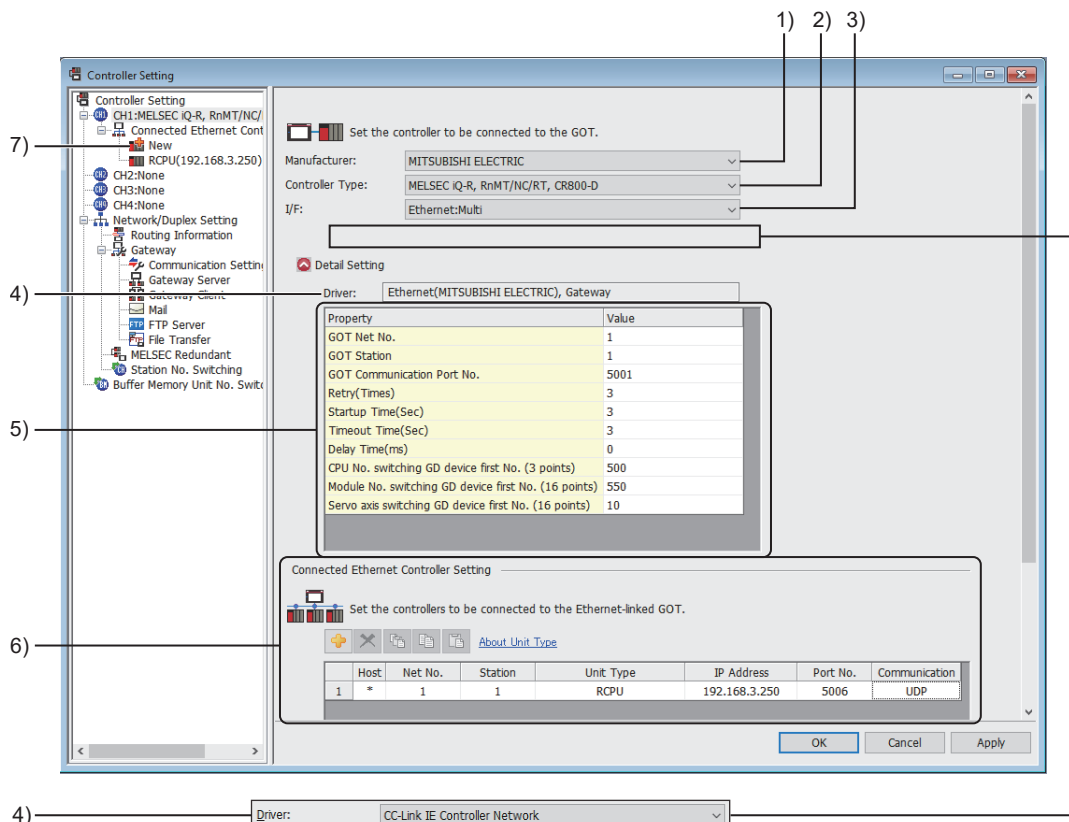 1) 2) 3)
Controller Setting
Controller Setting
CH1:MELSEC iQ-R, RnMT/NC/
Connected Ethernet Cont
7)
New
RCPU(192.168.3.250)
CH2:None
CH3:None
CH4:None
Network/Duplex Setting
Routing Information
Gateway
Communication Setting
Gateway Server
Gateway Client
Mail
FTP Server
File Transfer
MELSEC Redundant
Station No. Switching
Buffer Memory Unit No. Switc
Set the controller to be connected to the GOT.
Manufacturer: MITSUBISHI ELECTRIC
Controller Type: MELSEC iQ-R, RnMT/NC/RT, CR800-D
I/F: Ethernet:Multi
Detail Setting
4)
Driver: Ethernet(MITSUBISHI ELECTRIC), Gateway
Property Value
GOT Net No. 1
GOT Station 1
GOT Communication Port No. 5001
Retry(Times) 3
Startup Time(Sec) 3
Timeout Time(Sec) 3
Delay Time(ms) 0
CPU No. switching GD device first No. (3 points) 500
Module No. switching GD device first No. (16 points) 550
Servo axis switching GD device first No. (16 points) 10
5)
Connected Ethernet Controller Setting
Set the controllers to be connected to the Ethernet-linked GOT.
6)
About Unit Type
Host Net No. Station Unit Type IP Address Port No. Communication
1 * 1 1 RCPU 192.168.3.250 5006 UDP
OK Cancel Apply
4)
Driver: CC-Link IE Controller Network